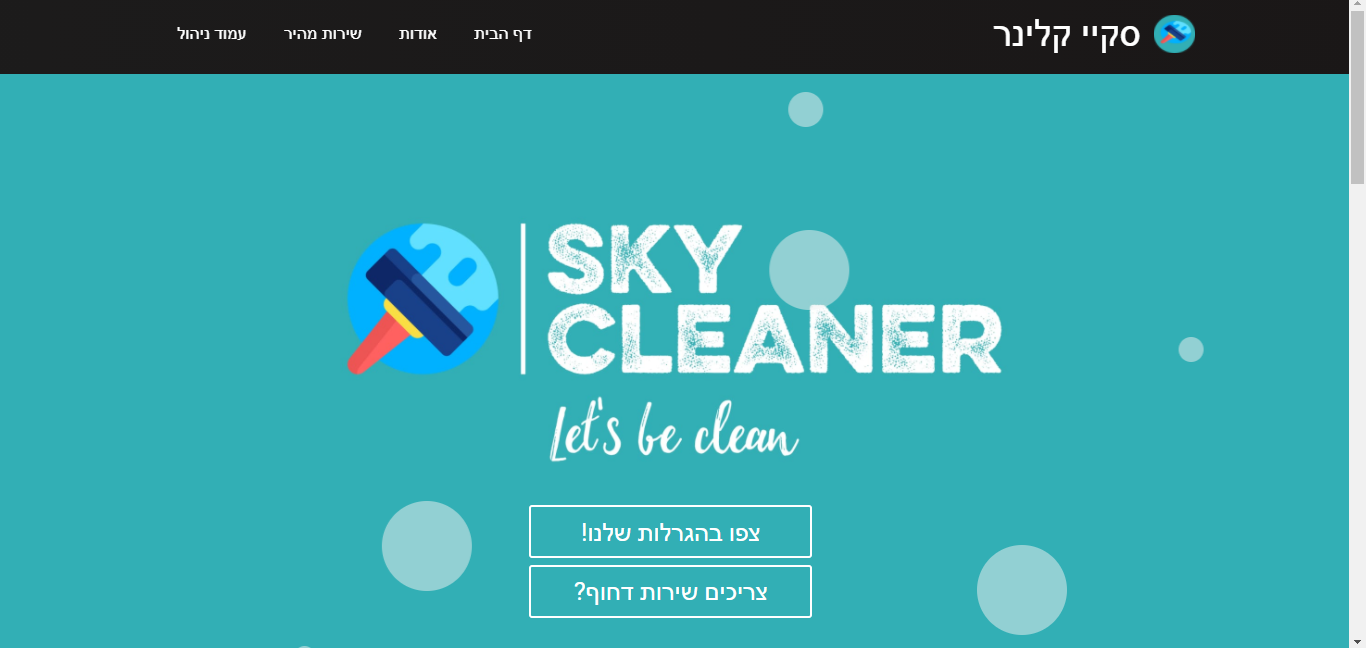 סקיי קלינר
דף הבית
אודות
שירות מהיר
עמוד ניהול
SKY
CLEANER
Let's be clean
צפו בהגרלות שלנו!
צריכים שירות דחוף?